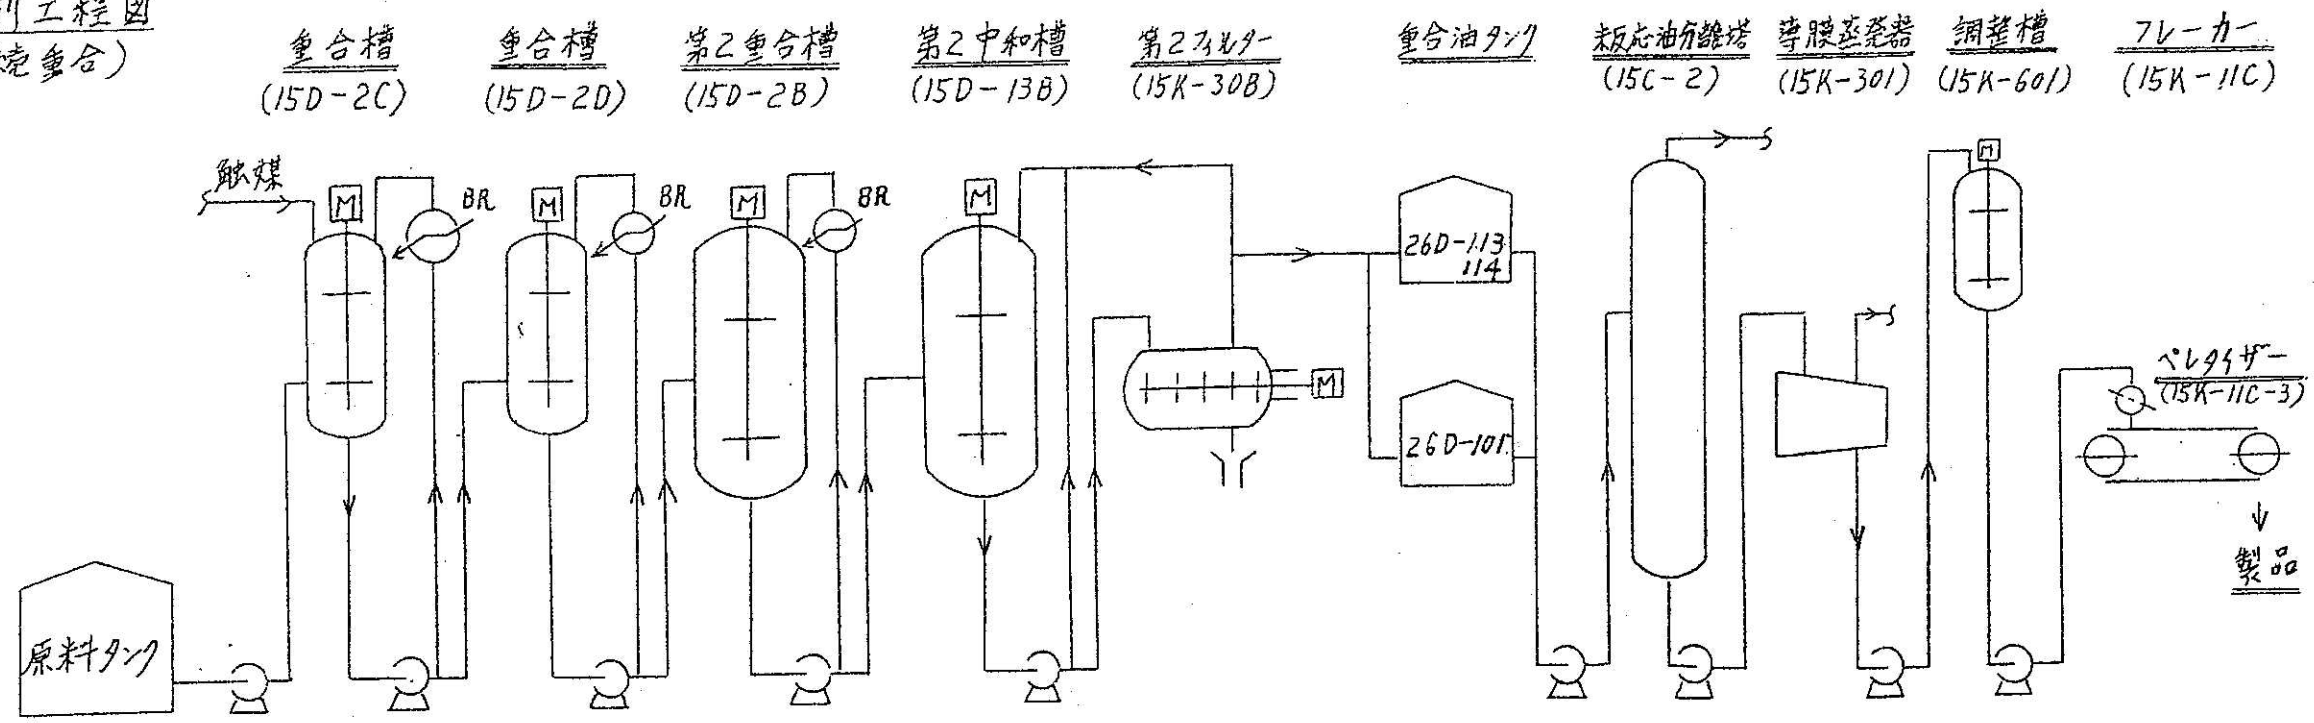 工程図
重合)
重合槽
(15D-2C)
重合槽
(15D-2D)
第2重合槽
(15D-2B)
第2中和槽
(15D-13B)
第2フィルター
(15K-30B)
重合油タンク
未反応油分離塔
(15C-2)
薄膜蒸発器
(15K-301)
調整槽
(15K-601)
フレーカー
(15K-11C)
触媒
M
BR
M
BR
M
BR
M
M
26D-113
114
M
26D-101
ペレタイザー
(15K-11C-3)
製品
原料タンク